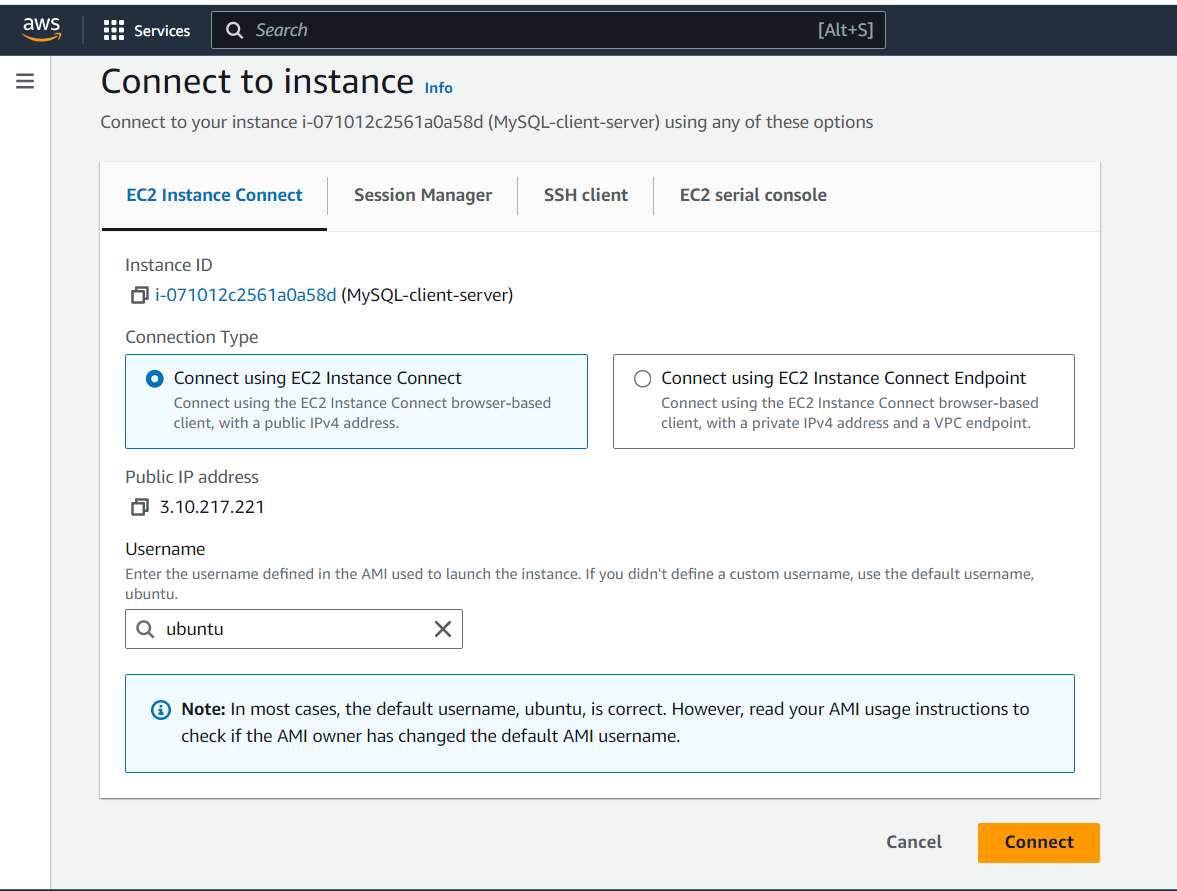 aws Services Search [Alt+S]
Connect to instance Info
Connect to your instance i-071012c2561a0a58d (MySQL-client-server) using any of these options
EC2 Instance Connect Session Manager SSH client EC2 serial console
Instance ID
i-071012c2561a0a58d (MySQL-client-server)
Connection Type
Connect using EC2 Instance Connect
Connect using the EC2 Instance Connect browser-based
client, with a public IPv4 address.
Connect using EC2 Instance Connect Endpoint
Connect using the EC2 Instance Connect browser-based
client, with a private IPv4 address and a VPC endpoint.
Public IP address
3.10.217.221
Username
Enter the username defined in the AMI used to launch the instance. If you didn't define a custom username, use the default username,
ubuntu.
ubuntu
Note: In most cases, the default username, ubuntu, is correct. However, read your AMI usage instructions to
check if the AMI owner has changed the default AMI username.
Cancel Connect